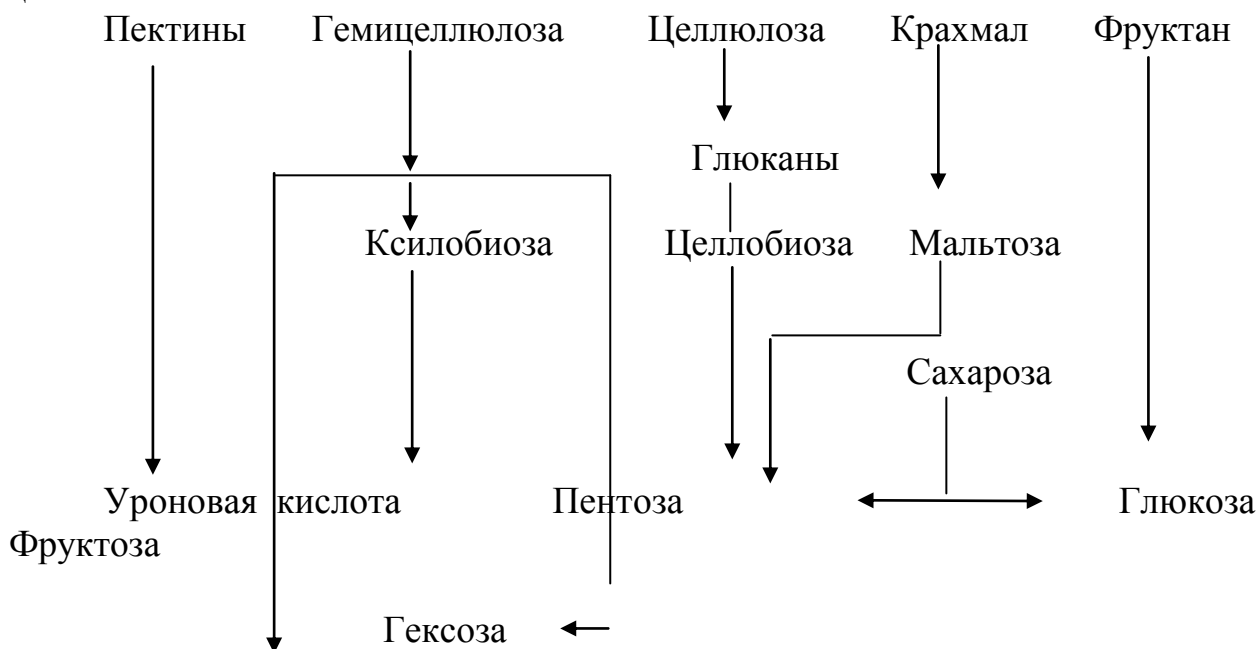 Пектины Гемицеллюлоза Целлюлоза Крахмал Фруктан
Глюканы
Ксилобиоза Целлобиоза Мальтоза
Сахароза
Уроновая кислота Пентоза Глюкоза
Фруктоза
Гексоза